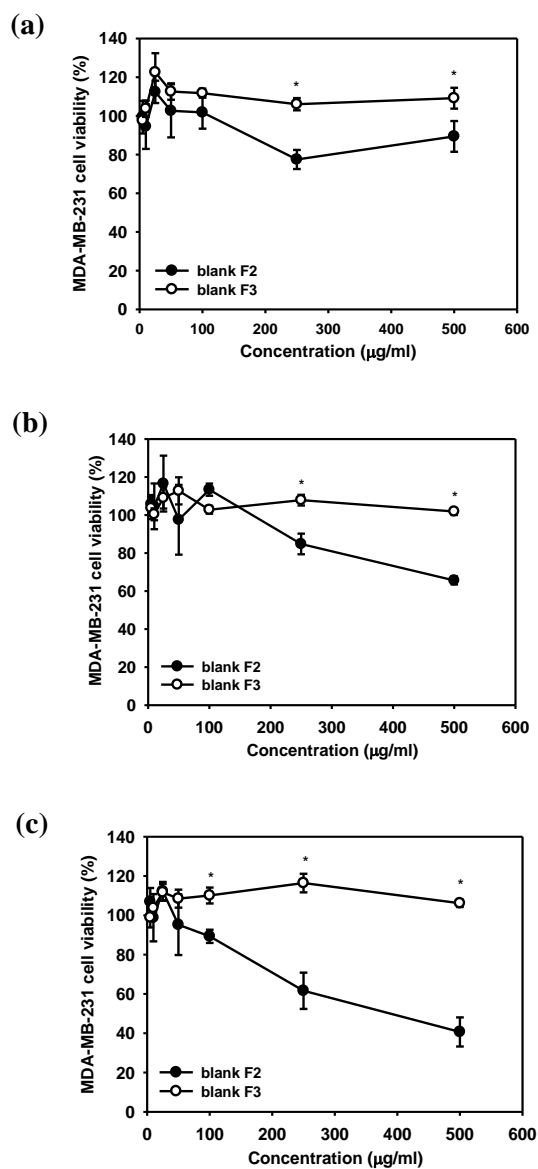 (a)
MDA-MB-231 cell viability (%)
140
120
100
80
60
40
20
0
* *
blank F2
blank F3
0 100 200 300 400 500 600
Concentration (μg/ml)
(b)
MDA-MB-231 cell viability (%)
140
120
100
80
60
40
20
0
* *
blank F2
blank F3
0 100 200 300 400 500 600
Concentration (μg/ml)
(c)
MDA-MB-231 cell viability (%)
140
120
100
80
60
40
20
0
* * *
blank F2
blank F3
0 100 200 300 400 500 600
Concentration (μg/ml)